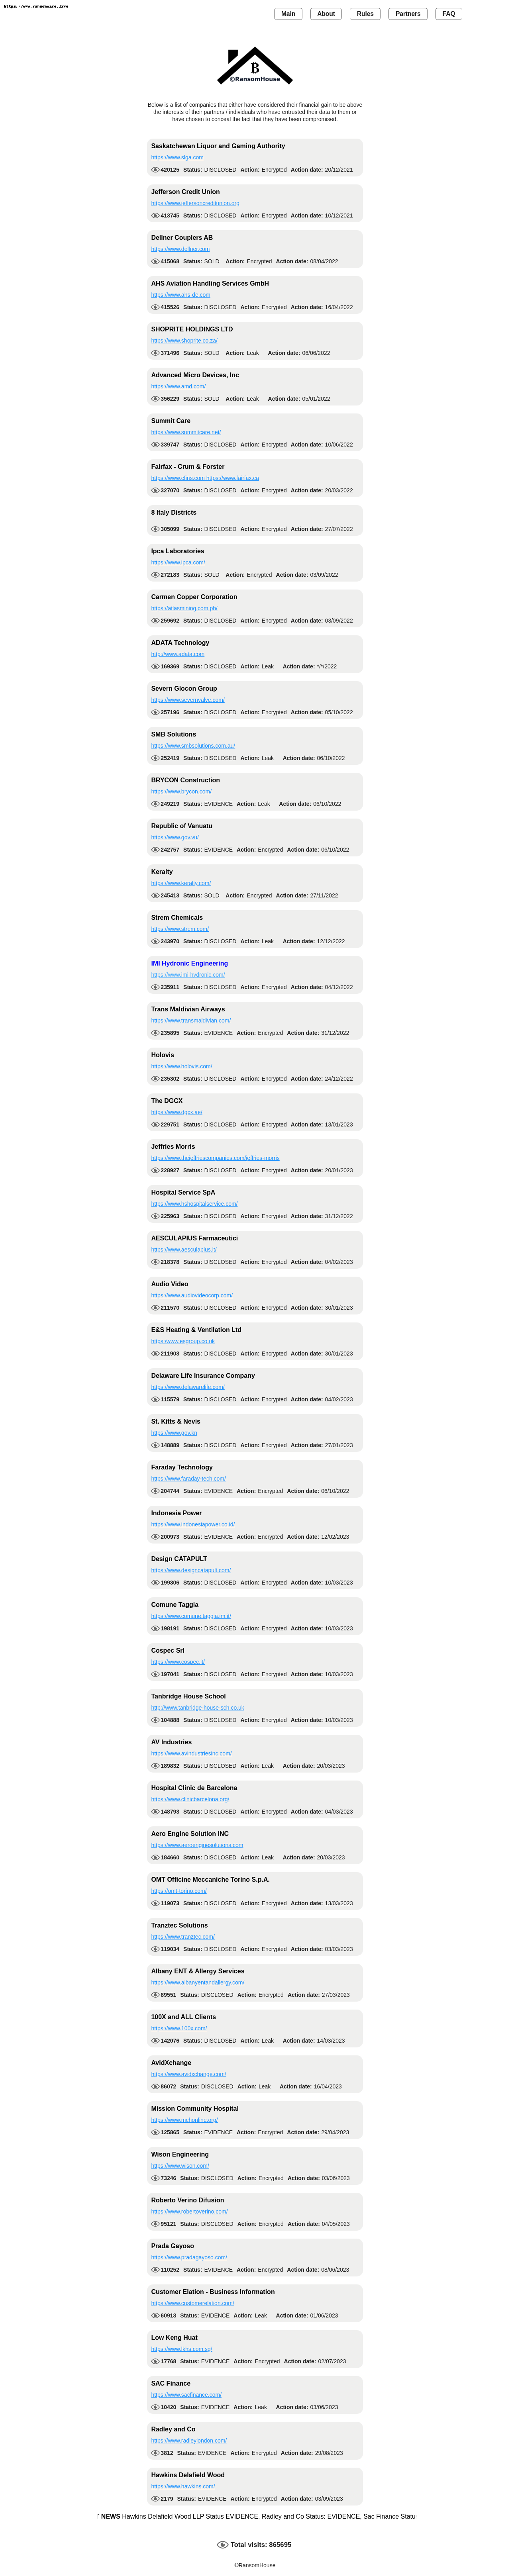 https://www.ransomware.live
Main About Rules Partners FAQ
R B
House
©RansomHouse
Below is a list of companies that either have considered their financial gain to be above
the interests of their partners / individuals who have entrusted their data to them or
have chosen to conceal the fact that they have been compromised.
Saskatchewan Liquor and Gaming Authority
https://www.slga.com
420125 Status: DISCLOSED Action: Encrypted Action date: 20/12/2021
Jefferson Credit Union
https://www.jeffersoncreditunion.org
413745 Status: DISCLOSED Action: Encrypted Action date: 10/12/2021
Dellner Couplers AB
https://www.dellner.com
415068 Status: SOLD Action: Encrypted Action date: 08/04/2022
AHS Aviation Handling Services GmbH
https://www.ahs-de.com
415526 Status: DISCLOSED Action: Encrypted Action date: 16/04/2022
SHOPRITE HOLDINGS LTD
https://www.shoprite.co.za/
371496 Status: SOLD Action: Leak Action date: 06/06/2022
Advanced Micro Devices, Inc
https://www.amd.com/
356229 Status: SOLD Action: Leak Action date: 05/01/2022
Summit Care
https://www.summitcare.net/
339747 Status: DISCLOSED Action: Encrypted Action date: 10/06/2022
Fairfax - Crum & Forster
https://www.cfins.com https://www.fairfax.ca
327070 Status: DISCLOSED Action: Encrypted Action date: 20/03/2022
8 Italy Districts
305099 Status: DISCLOSED Action: Encrypted Action date: 27/07/2022
Ipca Laboratories
https://www.ipca.com/
272183 Status: SOLD Action: Encrypted Action date: 03/09/2022
Carmen Copper Corporation
https://atlasmining.com.ph/
259692 Status: DISCLOSED Action: Encrypted Action date: 03/09/2022
ADATA Technology
http://www.adata.com
169369 Status: DISCLOSED Action: Leak Action date: */*/2022
Severn Glocon Group
https://www.severnvalve.com/
257196 Status: DISCLOSED Action: Encrypted Action date: 05/10/2022
SMB Solutions
https://www.smbsolutions.com.au/
252419 Status: DISCLOSED Action: Leak Action date: 06/10/2022
BRYCON Construction
https://www.brycon.com/
249219 Status: EVIDENCE Action: Leak Action date: 06/10/2022
Republic of Vanuatu
https://www.gov.vu/
242757 Status: EVIDENCE Action: Encrypted Action date: 06/10/2022
Keralty
https://www.keralty.com/
245413 Status: SOLD Action: Encrypted Action date: 27/11/2022
Strem Chemicals
https://www.strem.com/
243970 Status: DISCLOSED Action: Leak Action date: 12/12/2022
IMI Hydronic Engineering
https://www.imi-hydronic.com/
235911 Status: DISCLOSED Action: Encrypted Action date: 04/12/2022
Trans Maldivian Airways
https://www.transmaldivian.com/
235895 Status: EVIDENCE Action: Encrypted Action date: 31/12/2022
Holovis
https://www.holovis.com/
235302 Status: DISCLOSED Action: Encrypted Action date: 24/12/2022
The DGCX
https://www.dgcx.ae/
229751 Status: DISCLOSED Action: Encrypted Action date: 13/01/2023
Jeffries Morris
https://www.thejeffriescompanies.com/jeffries-morris
228927 Status: DISCLOSED Action: Encrypted Action date: 20/01/2023
Hospital Service SpA
https://www.hshospitalservice.com/
225963 Status: DISCLOSED Action: Encrypted Action date: 31/12/2022
AESCULAPIUS Farmaceutici
https://www.aesculapius.it/
218378 Status: DISCLOSED Action: Encrypted Action date: 04/02/2023
Audio Video
https://www.audiovideocorp.com/
211570 Status: DISCLOSED Action: Encrypted Action date: 30/01/2023
E&S Heating & Ventilation Ltd
https:/www.esgroup.co.uk
211903 Status: DISCLOSED Action: Encrypted Action date: 30/01/2023
Delaware Life Insurance Company
https://www.delawarelife.com/
115579 Status: DISCLOSED Action: Encrypted Action date: 04/02/2023
St. Kitts & Nevis
https://www.gov.kn
148889 Status: DISCLOSED Action: Encrypted Action date: 27/01/2023
Faraday Technology
https://www.faraday-tech.com/
204744 Status: EVIDENCE Action: Encrypted Action date: 06/10/2022
Indonesia Power
https://www.indonesiapower.co.id/
200973 Status: EVIDENCE Action: Encrypted Action date: 12/02/2023
Design CATAPULT
https://www.designcatapult.com/
199306 Status: DISCLOSED Action: Encrypted Action date: 10/03/2023
Comune Taggia
https://www.comune.taggia.im.it/
198191 Status: DISCLOSED Action: Encrypted Action date: 10/03/2023
Cospec Srl
https://www.cospec.it/
197041 Status: DISCLOSED Action: Encrypted Action date: 10/03/2023
Tanbridge House School
http://www.tanbridge-house-sch.co.uk
104888 Status: DISCLOSED Action: Encrypted Action date: 10/03/2023
AV Industries
https://www.avindustriesinc.com/
189832 Status: DISCLOSED Action: Leak Action date: 20/03/2023
Hospital Clinic de Barcelona
https://www.clinicbarcelona.org/
148793 Status: DISCLOSED Action: Encrypted Action date: 04/03/2023
Aero Engine Solution INC
https://www.aeroenginesolutions.com
184660 Status: DISCLOSED Action: Leak Action date: 20/03/2023
OMT Officine Meccaniche Torino S.p.A.
https://omt-torino.com/
119073 Status: DISCLOSED Action: Encrypted Action date: 13/03/2023
Tranztec Solutions
https://www.tranztec.com/
119034 Status: DISCLOSED Action: Encrypted Action date: 03/03/2023
Albany ENT & Allergy Services
https://www.albanyentandallergy.com/
89551 Status: DISCLOSED Action: Encrypted Action date: 27/03/2023
100X and ALL Clients
https://www.100x.com/
142076 Status: DISCLOSED Action: Leak Action date: 14/03/2023
AvidXchange
https://www.avidxchange.com/
86072 Status: DISCLOSED Action: Leak Action date: 16/04/2023
Mission Community Hospital
https://www.mchonline.org/
125865 Status: EVIDENCE Action: Encrypted Action date: 29/04/2023
Wison Engineering
https://www.wison.com/
73246 Status: DISCLOSED Action: Encrypted Action date: 03/06/2023
Roberto Verino Difusion
https://www.robertoverino.com/
95121 Status: DISCLOSED Action: Encrypted Action date: 04/05/2023
Prada Gayoso
https://www.pradagayoso.com/
110252 Status: EVIDENCE Action: Encrypted Action date: 08/06/2023
Customer Elation - Business Information
https://www.customerelation.com/
60913 Status: EVIDENCE Action: Leak Action date: 01/06/2023
Low Keng Huat
https://www.lkhs.com.sg/
17768 Status: EVIDENCE Action: Encrypted Action date: 02/07/2023
SAC Finance
https://www.sacfinance.com/
10420 Status: EVIDENCE Action: Leak Action date: 03/06/2023
Radley and Co
https://www.radleylondon.com/
3812 Status: EVIDENCE Action: Encrypted Action date: 29/08/2023
Hawkins Delafield Wood
https://www.hawkins.com/
2179 Status: EVIDENCE Action: Encrypted Action date: 03/09/2023
NEWS Hawkins Delafield Wood LLP Status EVIDENCE, Radley and Co Status: EVIDENCE, Sac Finance Status
Total visits: 865695
©RansomHouse